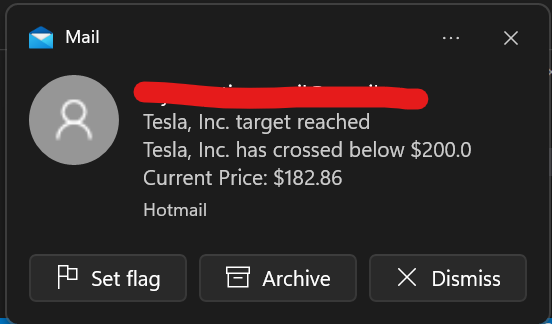 Mail
Tesla, Inc. target reached
Tesla, Inc. has crossed below $200.0
Current Price: $182.86
Hotmail
Set flag
Archive
Dismiss